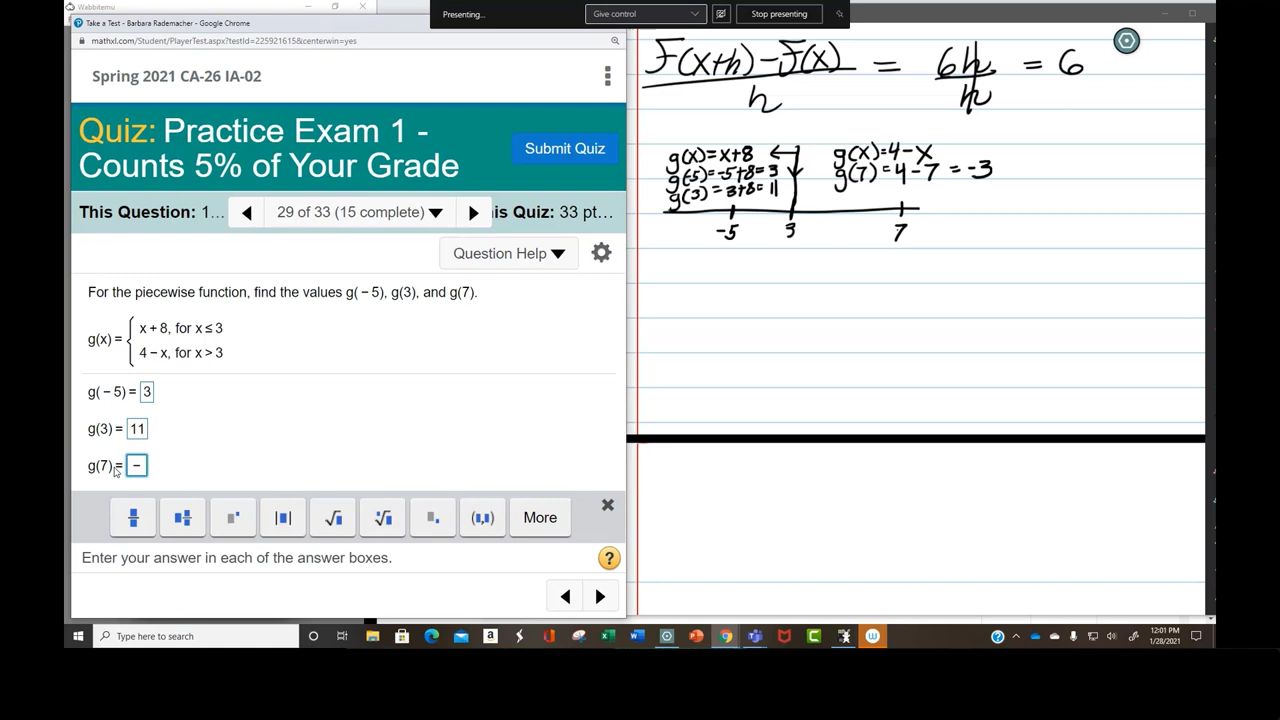 Wabbitemu
Presenting...
Give control
Stop presenting
Take a Test - Barbara Rademacher - Google Chrome
mathxl.com/Student/PlayerTest.aspx?testId=225921615&centerwin=yes
Spring 2021 CA-26 IA-02
Quiz: Practice Exam 1 -
Counts 5% of Your Grade
Submit Quiz
This Question: 1...
29 of 33 (15 complete)
is Quiz: 33 pt...
Question Help
For the piecewise function, find the values g( − 5), g(3), and g(7).
g(x) = { x + 8, for x ≤ 3
4 − x, for x > 3
g( − 5) = 3
g(3) = 11
g(7) = −
More
Enter your answer in each of the answer boxes.
?
F(x+h)-F(x) / h = 6h / h = 6
g(x)=x+8
g(-5)=-5+8=3
g(3)=3+8=11
g(x)=4-x
g(7)=4-7=-3
-5 3 7
Type here to search
12:01 PM
1/28/2021